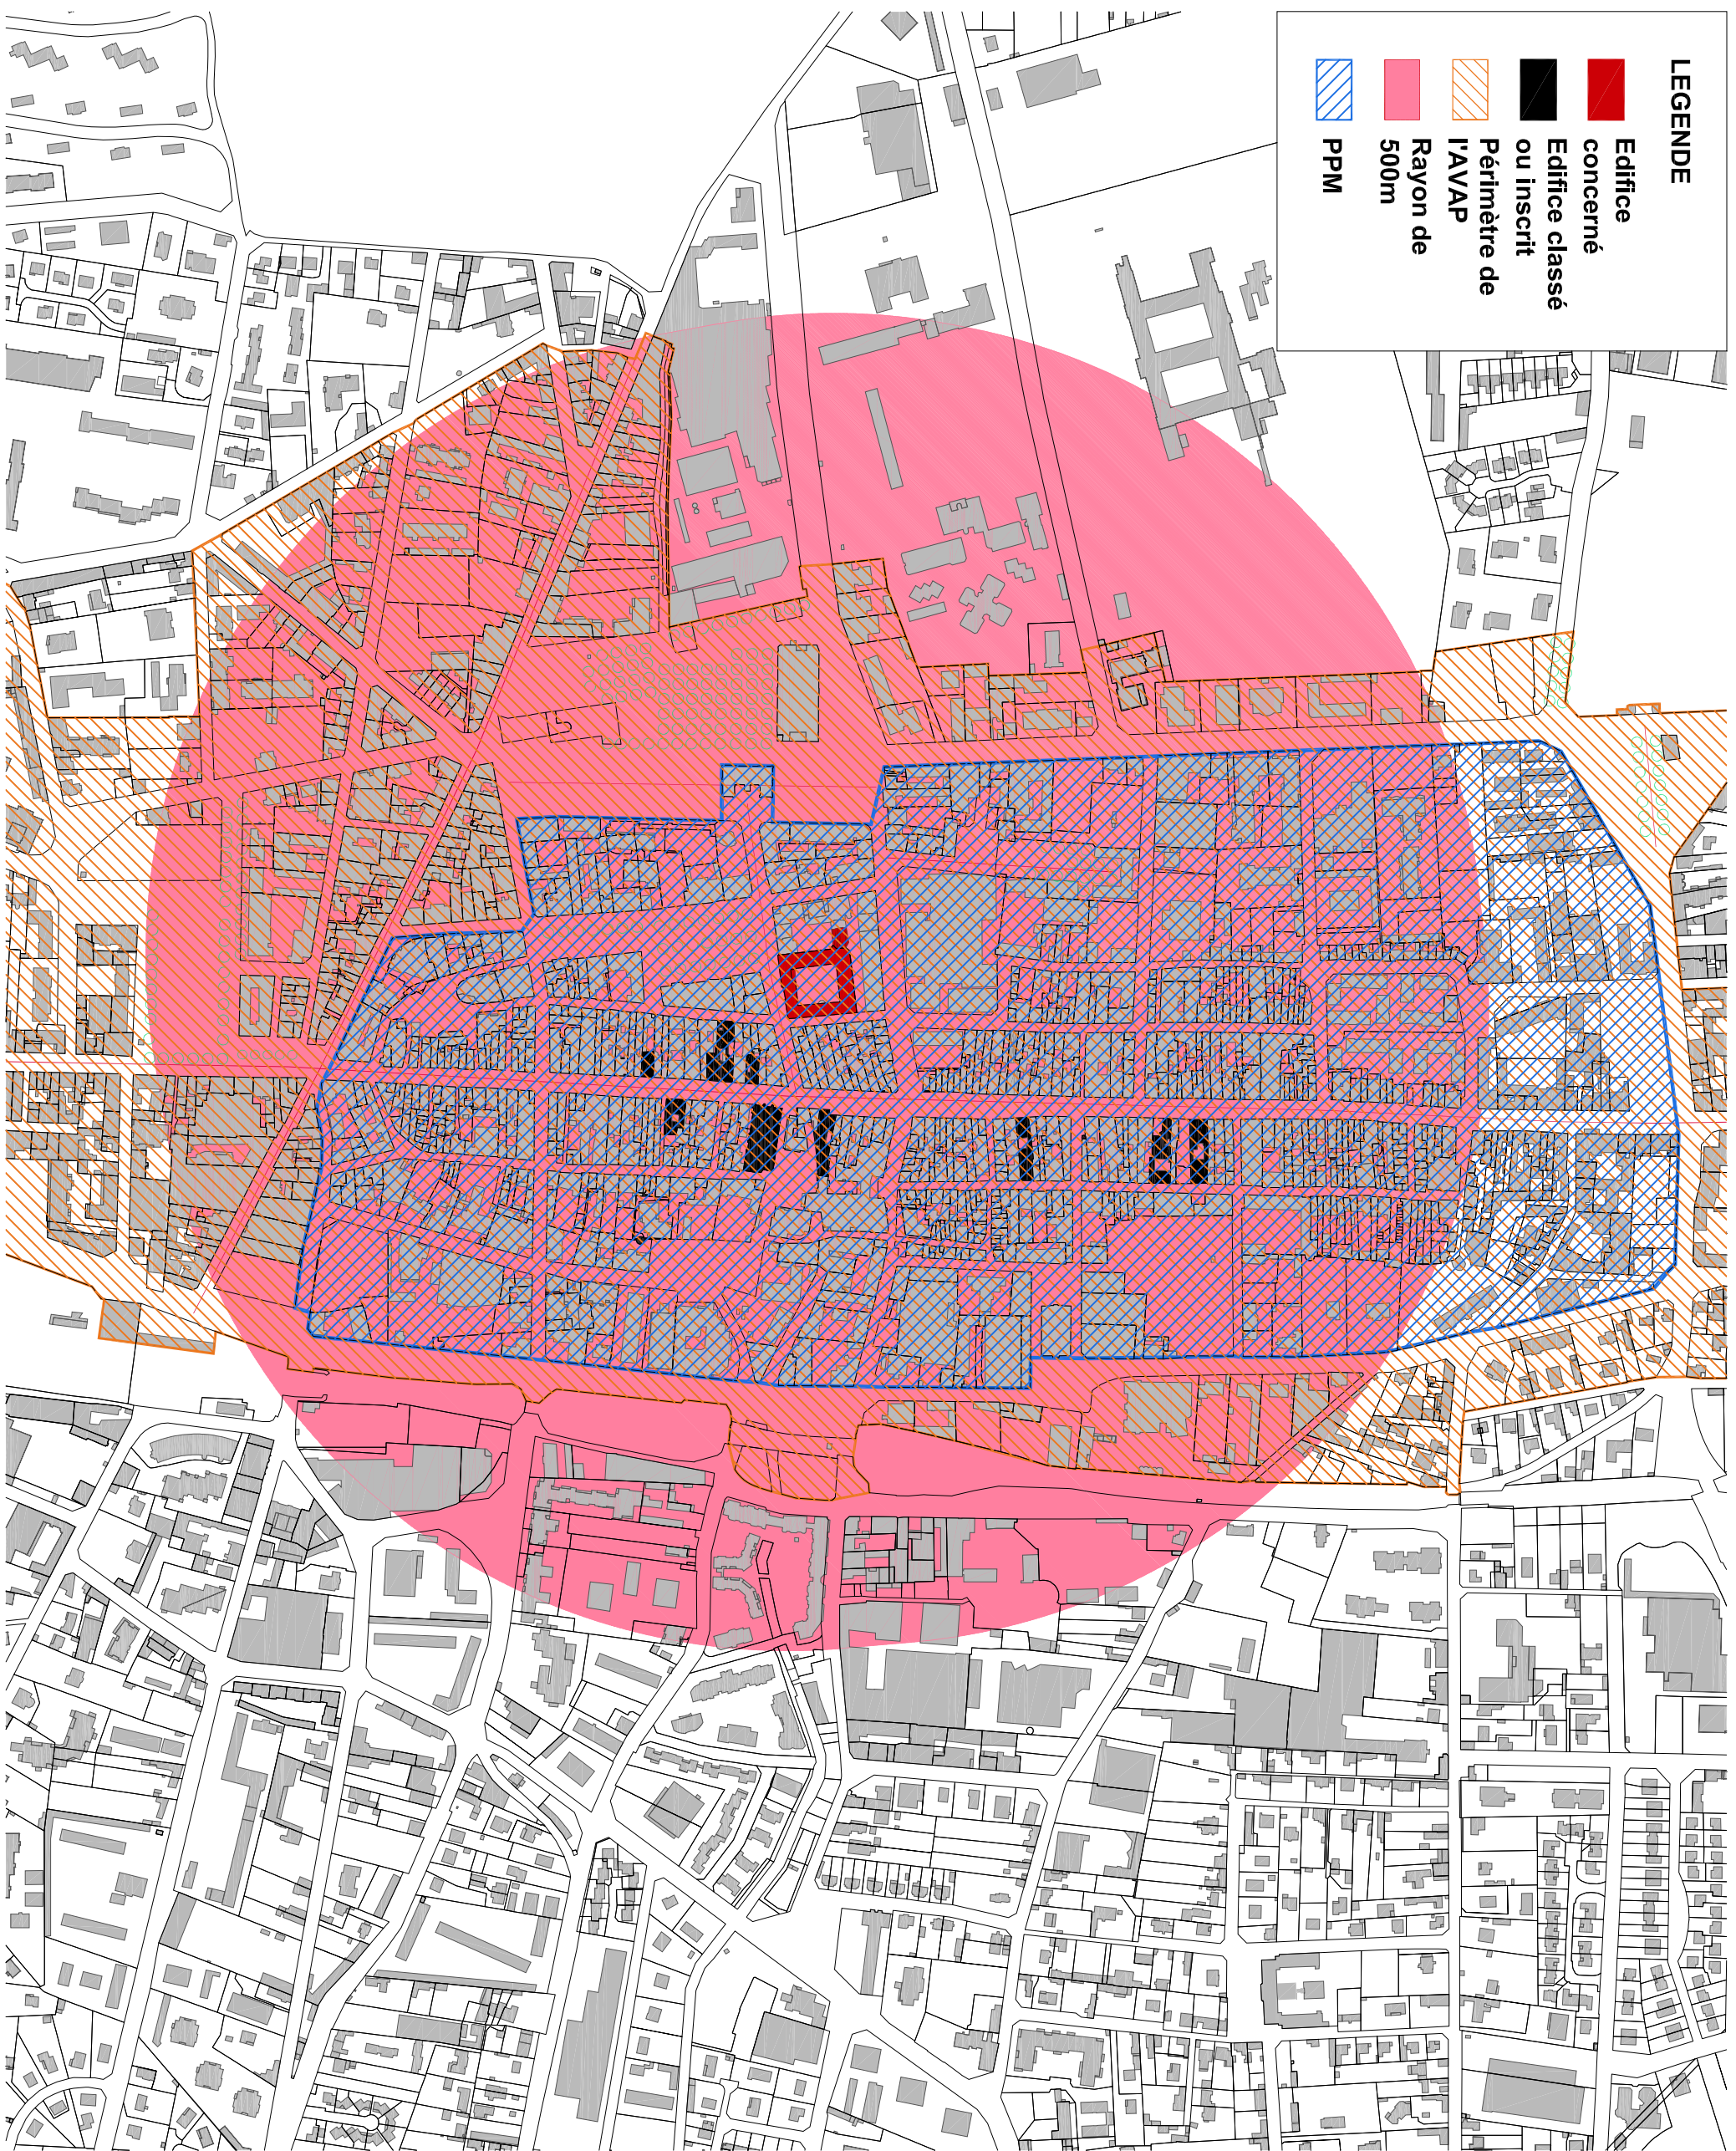 LEGENDE
Edifice
concerné
Edifice classé
ou inscrit
Périmètre de
l'AVAP
Rayon de
500m
PPM